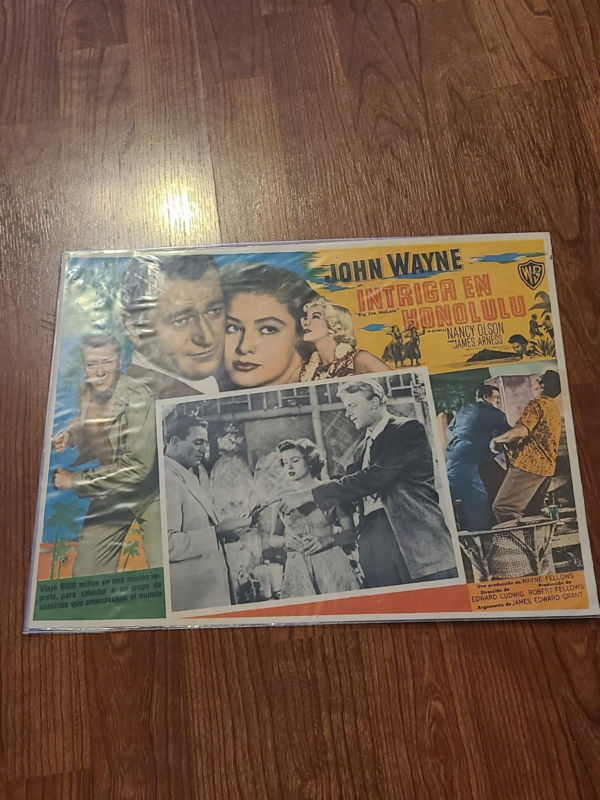 JOHN WAYNE
en
INTRIGA EN
"Big Jim McLain"
HONOLULU
WB
NANCY OLSON
JAMES ARNESS
Viajó 6000 millas en una misión se-
creta, para aplastar a un grupo de
asesinos que amenazaban el mundo
Una producción de WAYNE-FELLOWS
Dirección de
EDWARD LUDWIG
Producción de
ROBERT FELLOWS
Argumento de JAMES EDWARD GRANT